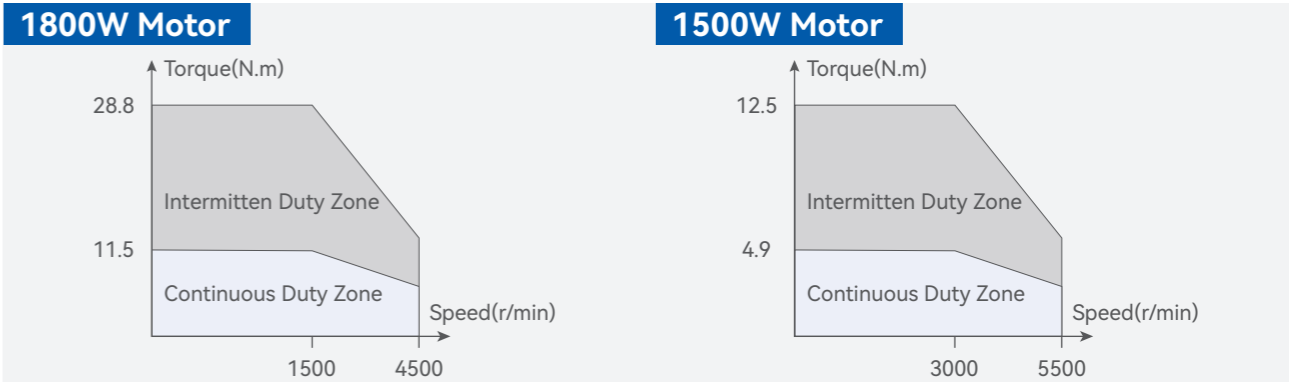 1800W Motor
Torque(N.m)
28.8
Intermitten Duty Zone
11.5
Continuous Duty Zone
Speed(r/min)
1500 4500
1500W Motor
Torque(N.m)
12.5
Intermitten Duty Zone
4.9
Continuous Duty Zone
Speed(r/min)
3000 5500